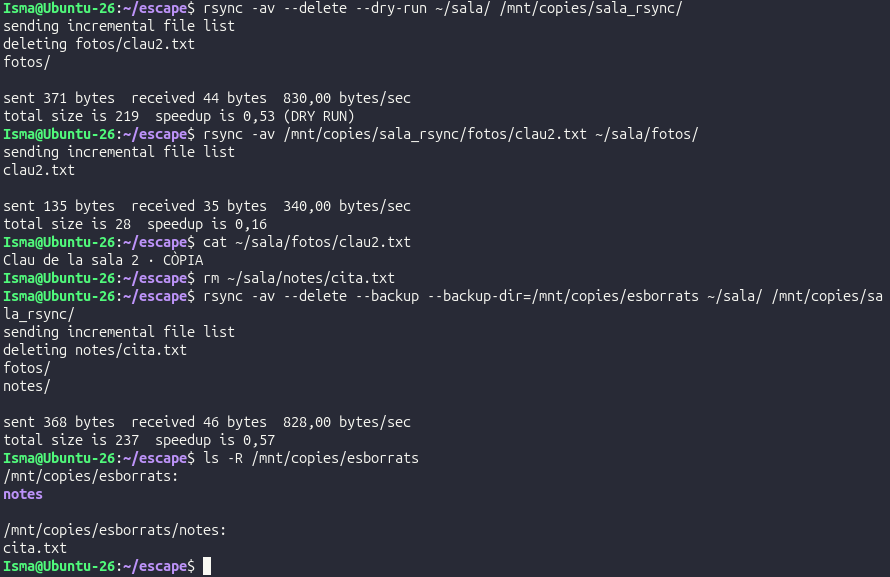 Isma@Ubuntu-26:~/escape$ rsync -av --delete --dry-run ~/sala/ /mnt/copies/sala_rsync/
sending incremental file list
deleting fotos/clau2.txt
fotos/

sent 371 bytes  received 44 bytes  830,00 bytes/sec
total size is 219  speedup is 0,53 (DRY RUN)
Isma@Ubuntu-26:~/escape$ rsync -av /mnt/copies/sala_rsync/fotos/clau2.txt ~/sala/fotos/
sending incremental file list
clau2.txt

sent 135 bytes  received 35 bytes  340,00 bytes/sec
total size is 28  speedup is 0,16
Isma@Ubuntu-26:~/escape$ cat ~/sala/fotos/clau2.txt
Clau de la sala 2 · CÒPIA
Isma@Ubuntu-26:~/escape$ rm ~/sala/notes/cita.txt
Isma@Ubuntu-26:~/escape$ rsync -av --delete --backup --backup-dir=/mnt/copies/esborrats ~/sala/ /mnt/copies/sa
la_rsync/
sending incremental file list
deleting notes/cita.txt
fotos/
notes/

sent 368 bytes  received 46 bytes  828,00 bytes/sec
total size is 237  speedup is 0,57
Isma@Ubuntu-26:~/escape$ ls -R /mnt/copies/esborrats
/mnt/copies/esborrats:
notes

/mnt/copies/esborrats/notes:
cita.txt
Isma@Ubuntu-26:~/escape$